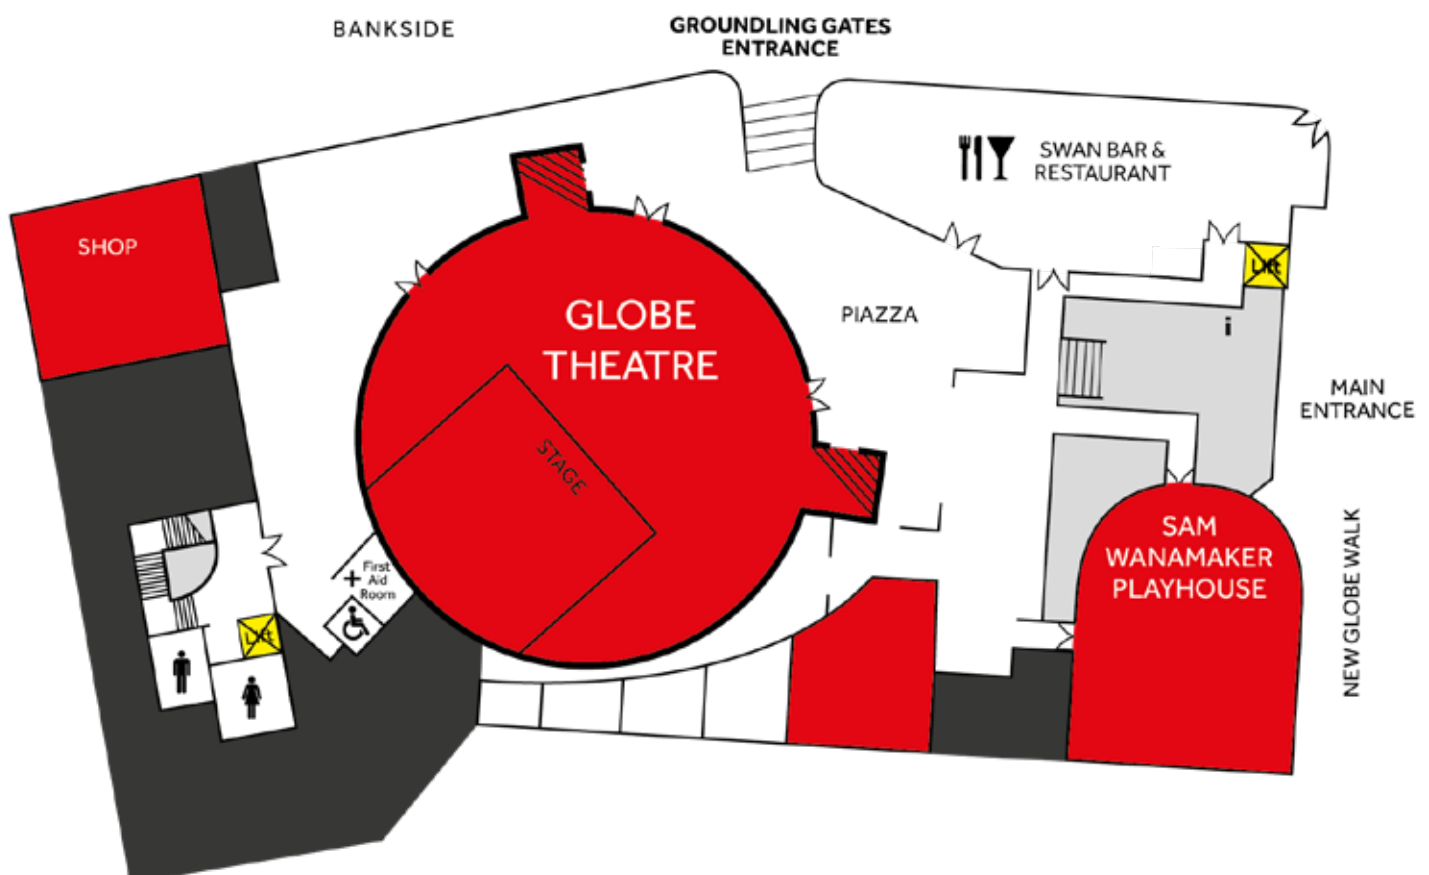 BANKSIDE
GROUNDLING GATES
ENTRANCE
SWAN BAR &
RESTAURANT
SHOP
Lift
GLOBE
THEATRE
PIAZZA
i
MAIN
ENTRANCE
STAGE
SAM
WANAMAKER
PLAYHOUSE
NEW GLOBE WALK
First
Aid
Room
Lift